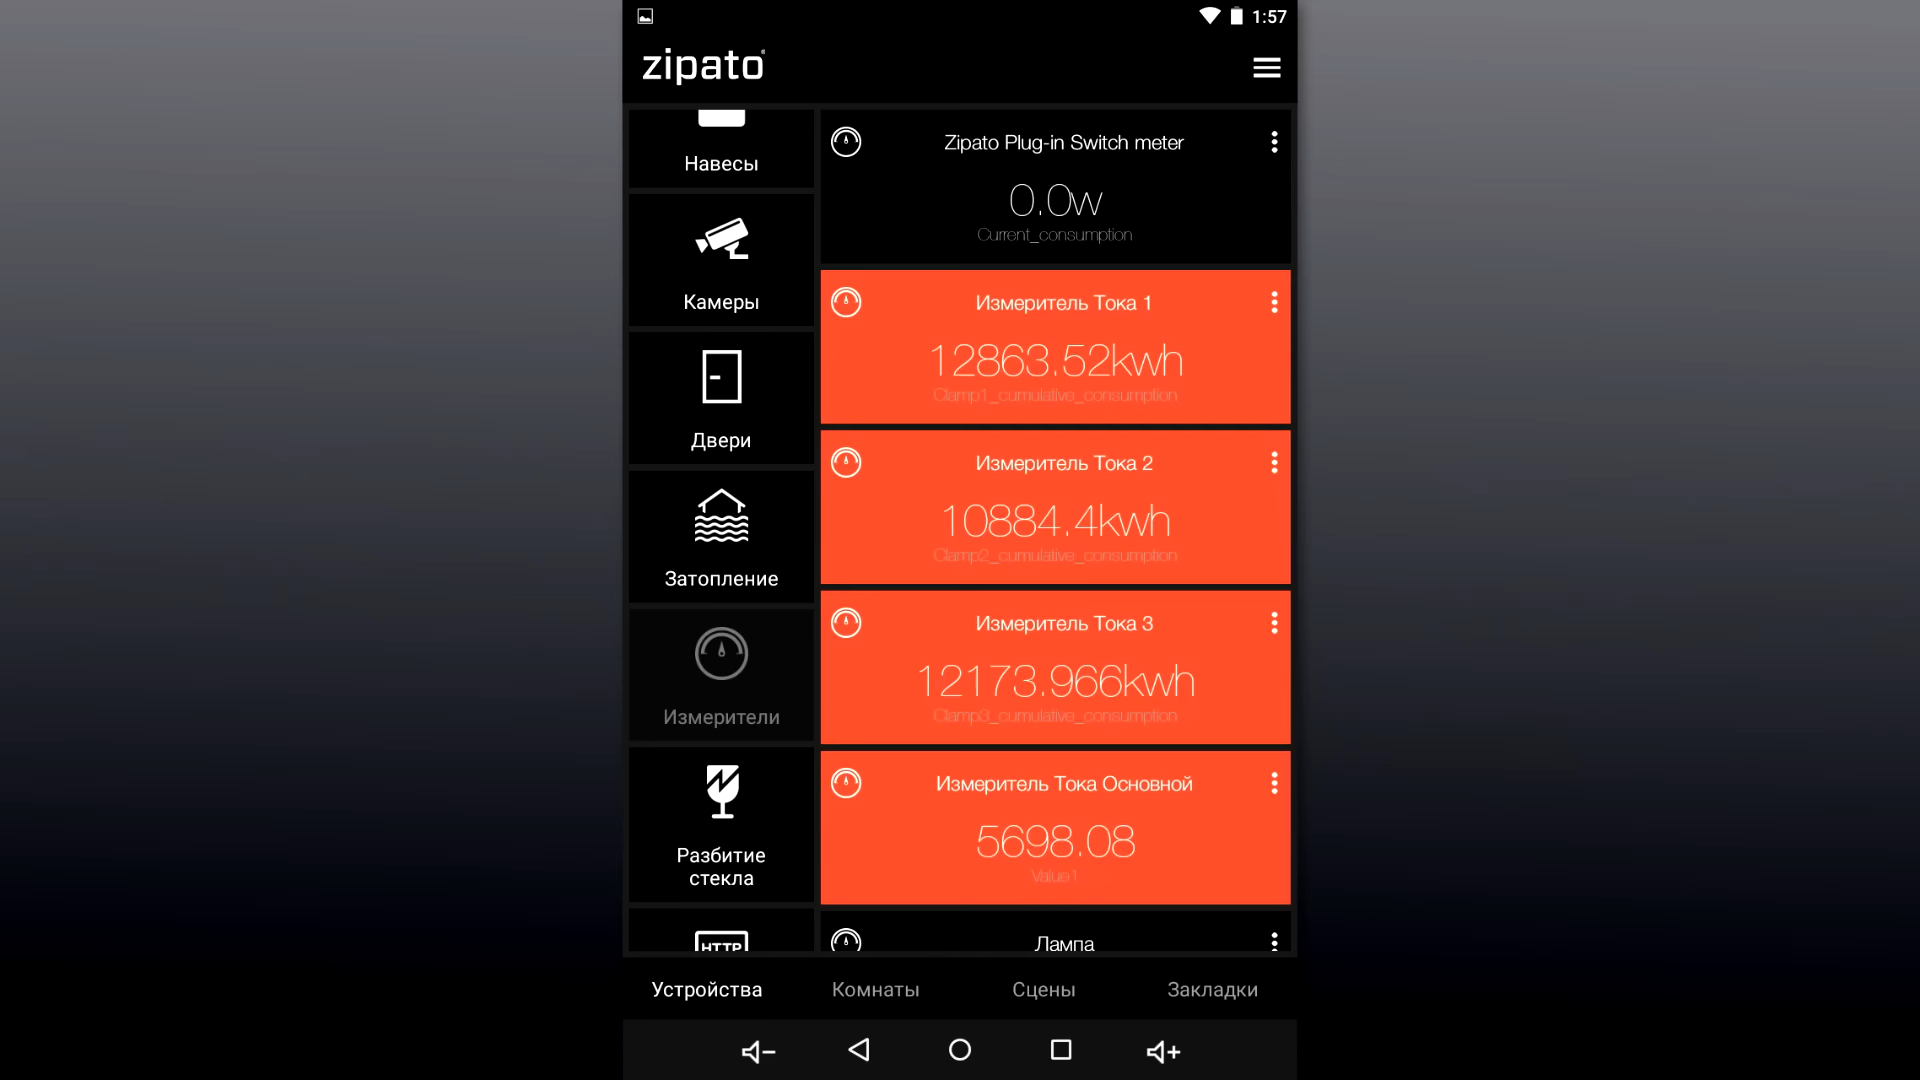 1:57
zipato
Навесы
Камеры
Двери
Затопление
Измерители
Разбитие
стекла
HTTP
Zipato Plug-in Switch meter
0.0w
Current_consumption
Измеритель Тока 1
12863.52kwh
Clamp1_cumulative_consumption
Измеритель Тока 2
10884.4kwh
Clamp2_cumulative_consumption
Измеритель Тока 3
12173.966kwh
Clamp3_cumulative_consumption
Измеритель Тока Основной
5698.08
Value1
Лампа
Устройства
Комнаты
Сцены
Закладки